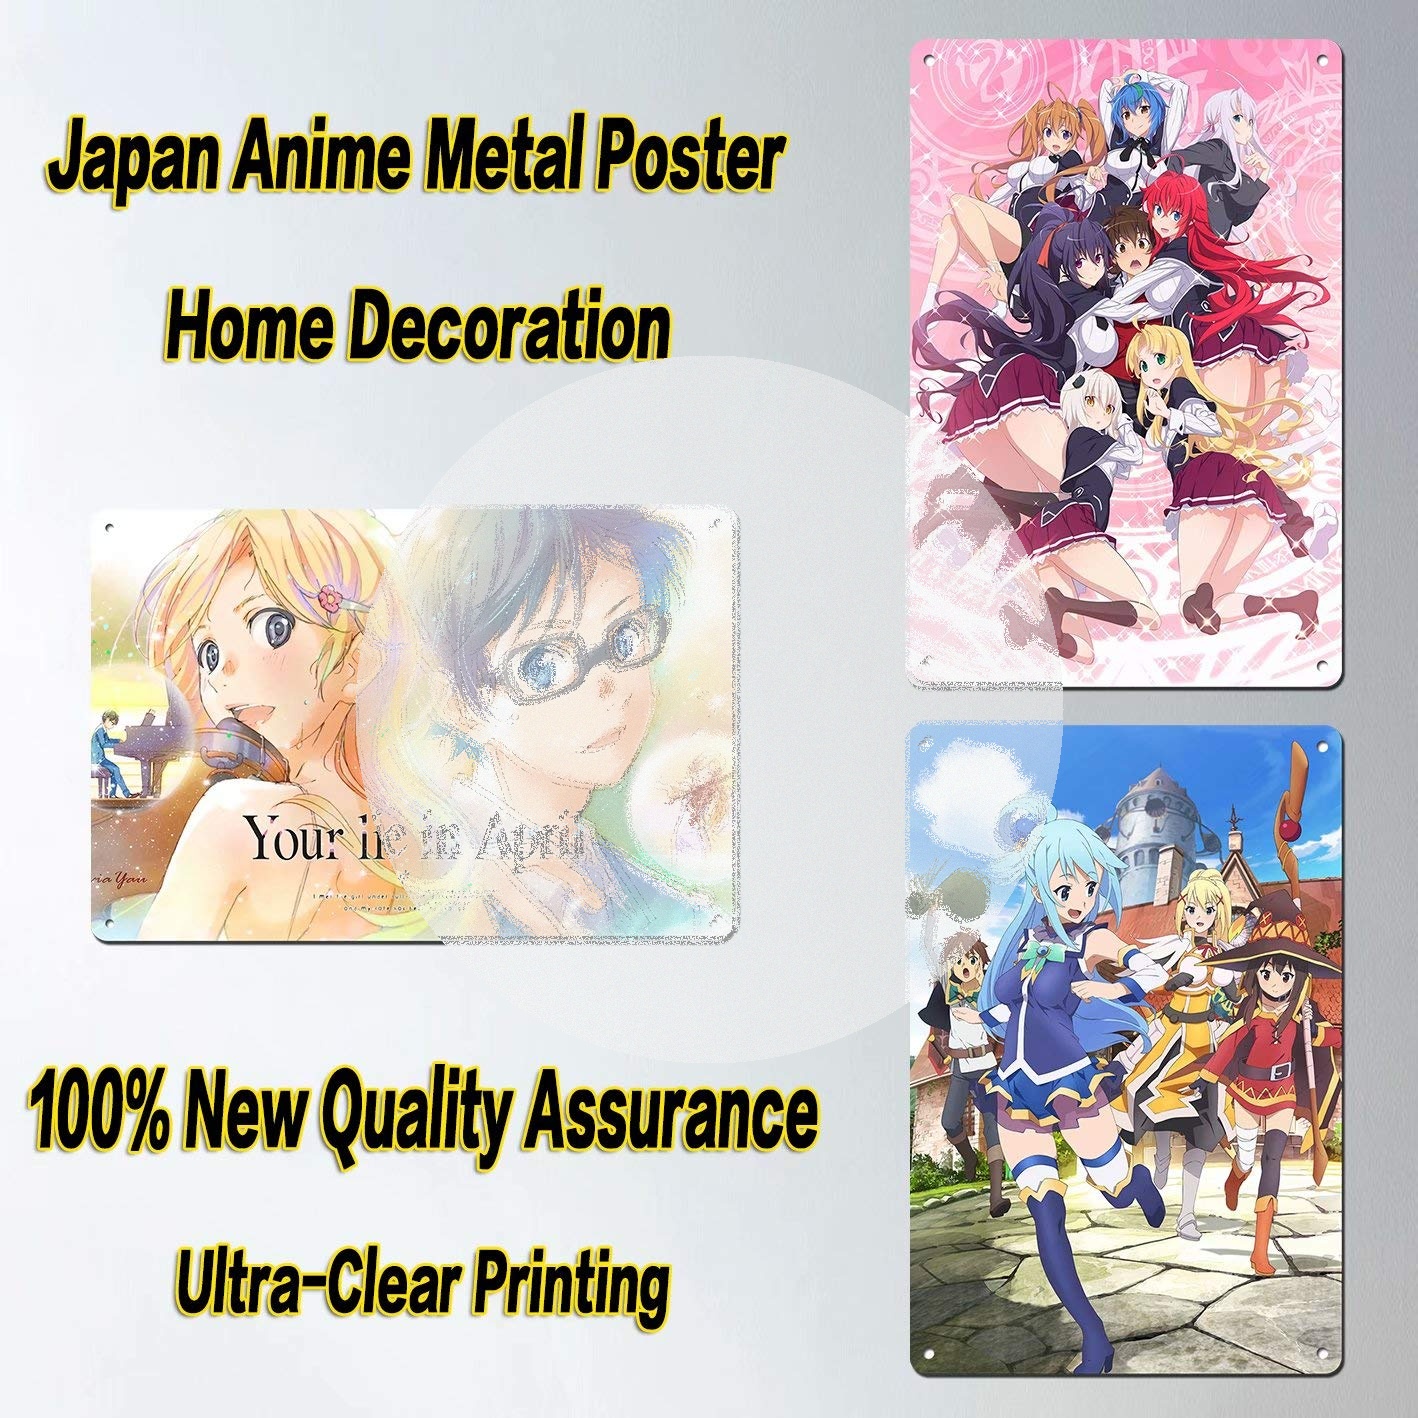 Japan Anime Metal Poster
Home Decoration
Your lie in April
100% New Quality Assurance
Ultra-Clear Printing